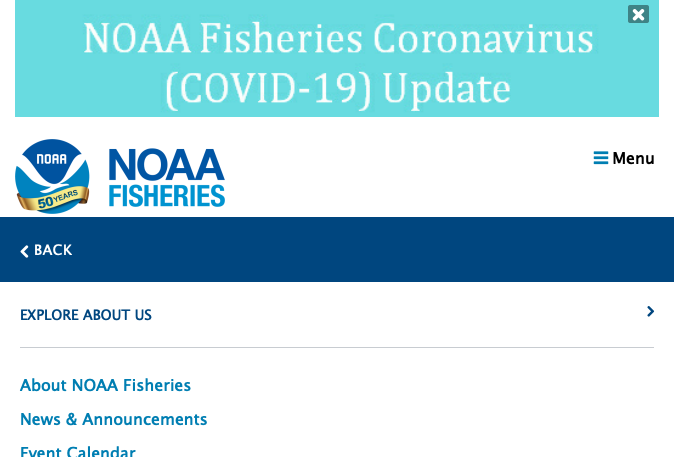 NOAA Fisheries Coronavirus
(COVID-19) Update
NOAA
50 YEARS
NOAA
FISHERIES
Menu
BACK
EXPLORE ABOUT US
About NOAA Fisheries
News & Announcements
Event Calendar